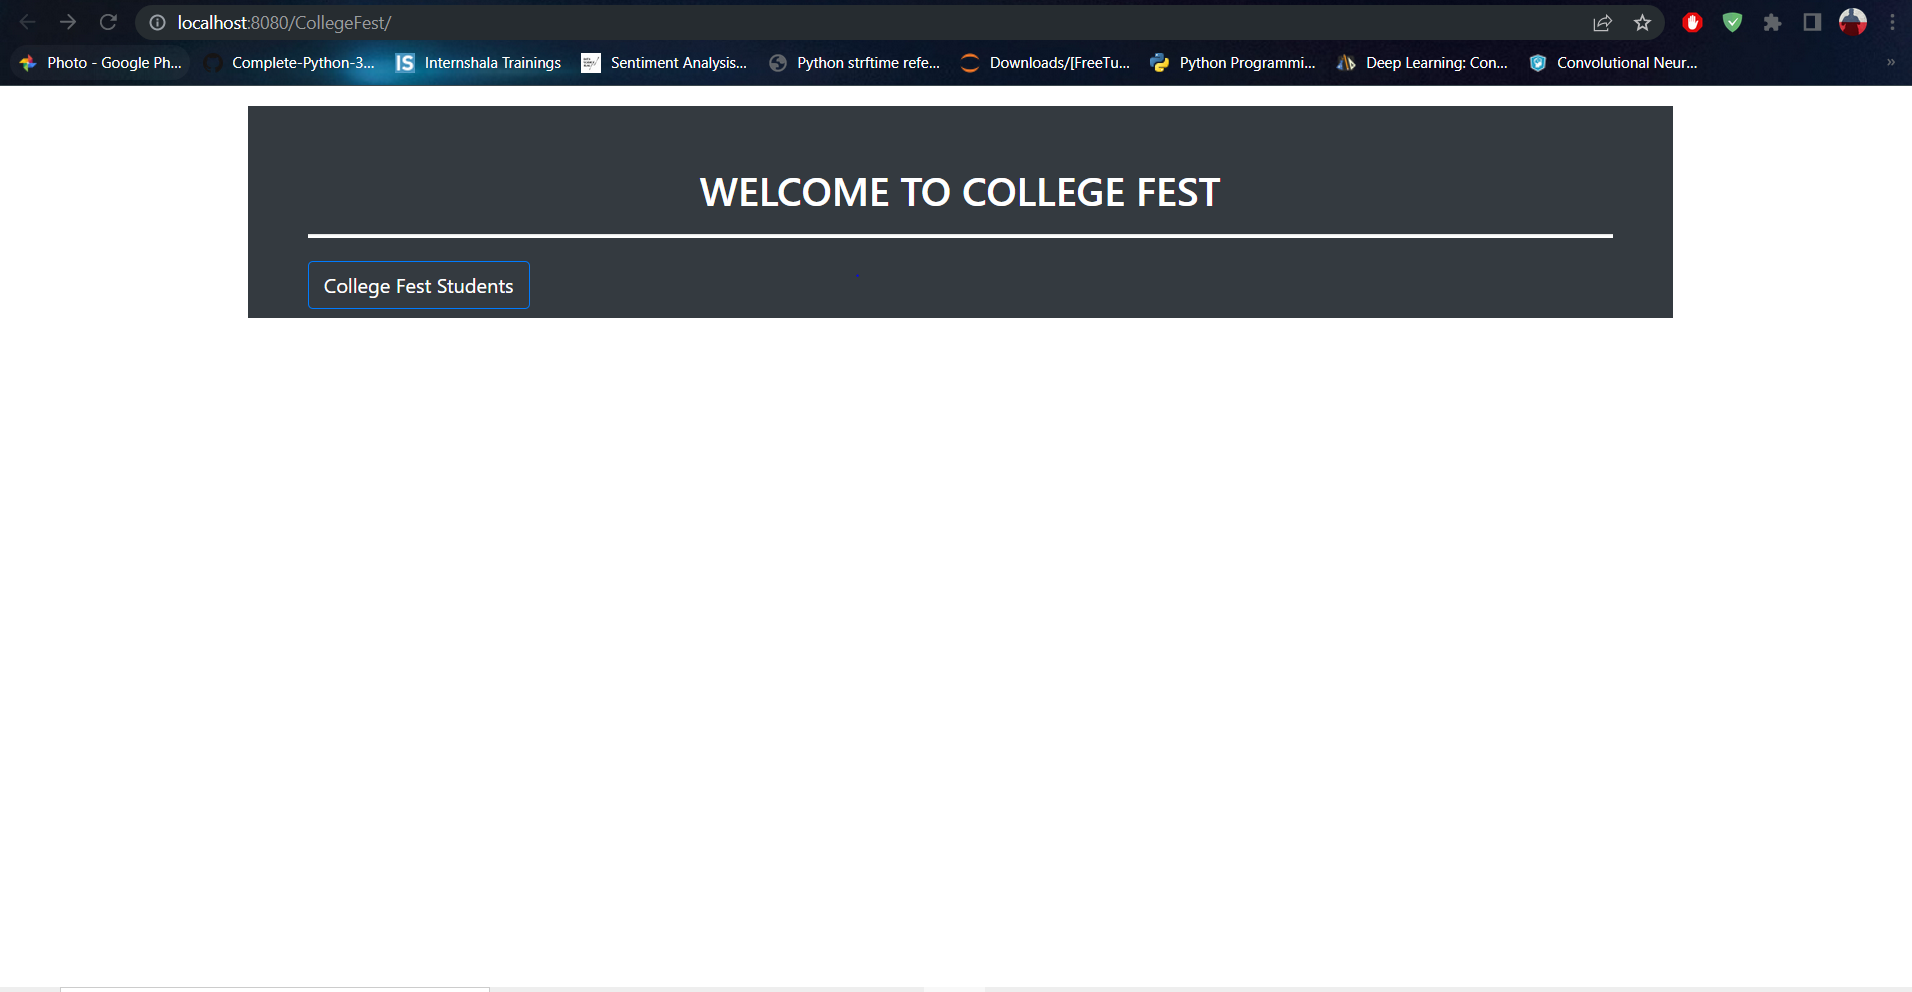 localhost:8080/CollegeFest/
Photo - Google Ph...
Complete-Python-3...
IS Internshala Trainings
Sentiment Analysis...
Python strftime refe...
Downloads/[FreeTu...
Python Programmi...
Deep Learning: Con...
Convolutional Neur...
»
WELCOME TO COLLEGE FEST
College Fest Students